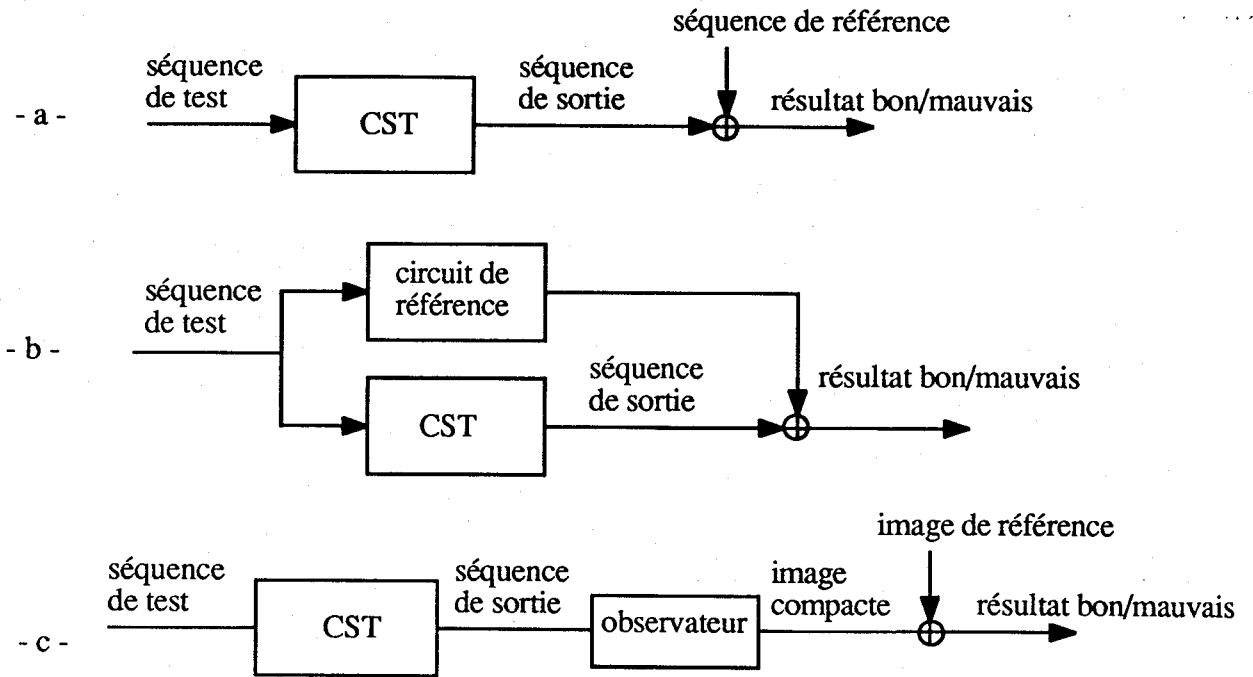 séquence de référence
séquence
de test
séquence
de sortie
résultat bon/mauvais
- a -
CST
circuit de
référence
séquence
de test
- b -
séquence
de sortie
résultat bon/mauvais
CST
image de référence
séquence
de test
séquence
de sortie
image
compacte
résultat bon/mauvais
- c -
CST
observateur